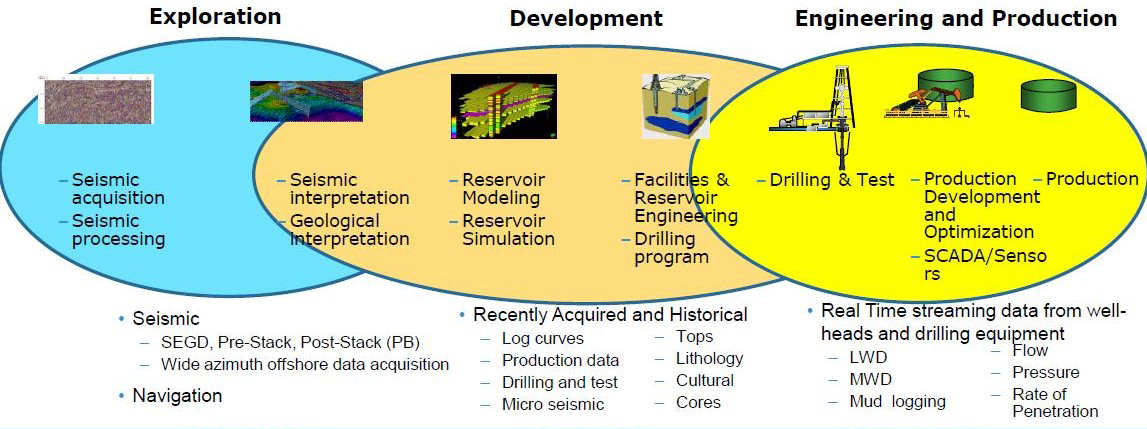 Exploration
Development
Engineering and Production
– Seismic
acquisition
– Seismic
processing
– Seismic
interpretation
– Geological
interpretation
– Reservoir
Modeling
– Reservoir
Simulation
– Facilities &
Reservoir
Engineering
– Drilling
program
– Drilling & Test
– Production
Development
and
Optimization
– SCADA/Senso
rs
– Production
• Seismic
– SEGD, Pre-Stack, Post-Stack (PB)
– Wide azimuth offshore data acquisition
• Navigation
• Recently Acquired and Historical
– Log curves
– Production data
– Drilling and test
– Micro seismic
– Tops
– Lithology
– Cultural
– Cores
• Real Time streaming data from well-
heads and drilling equipment
– LWD
– MWD
– Mud logging
– Flow
– Pressure
– Rate of
Penetration